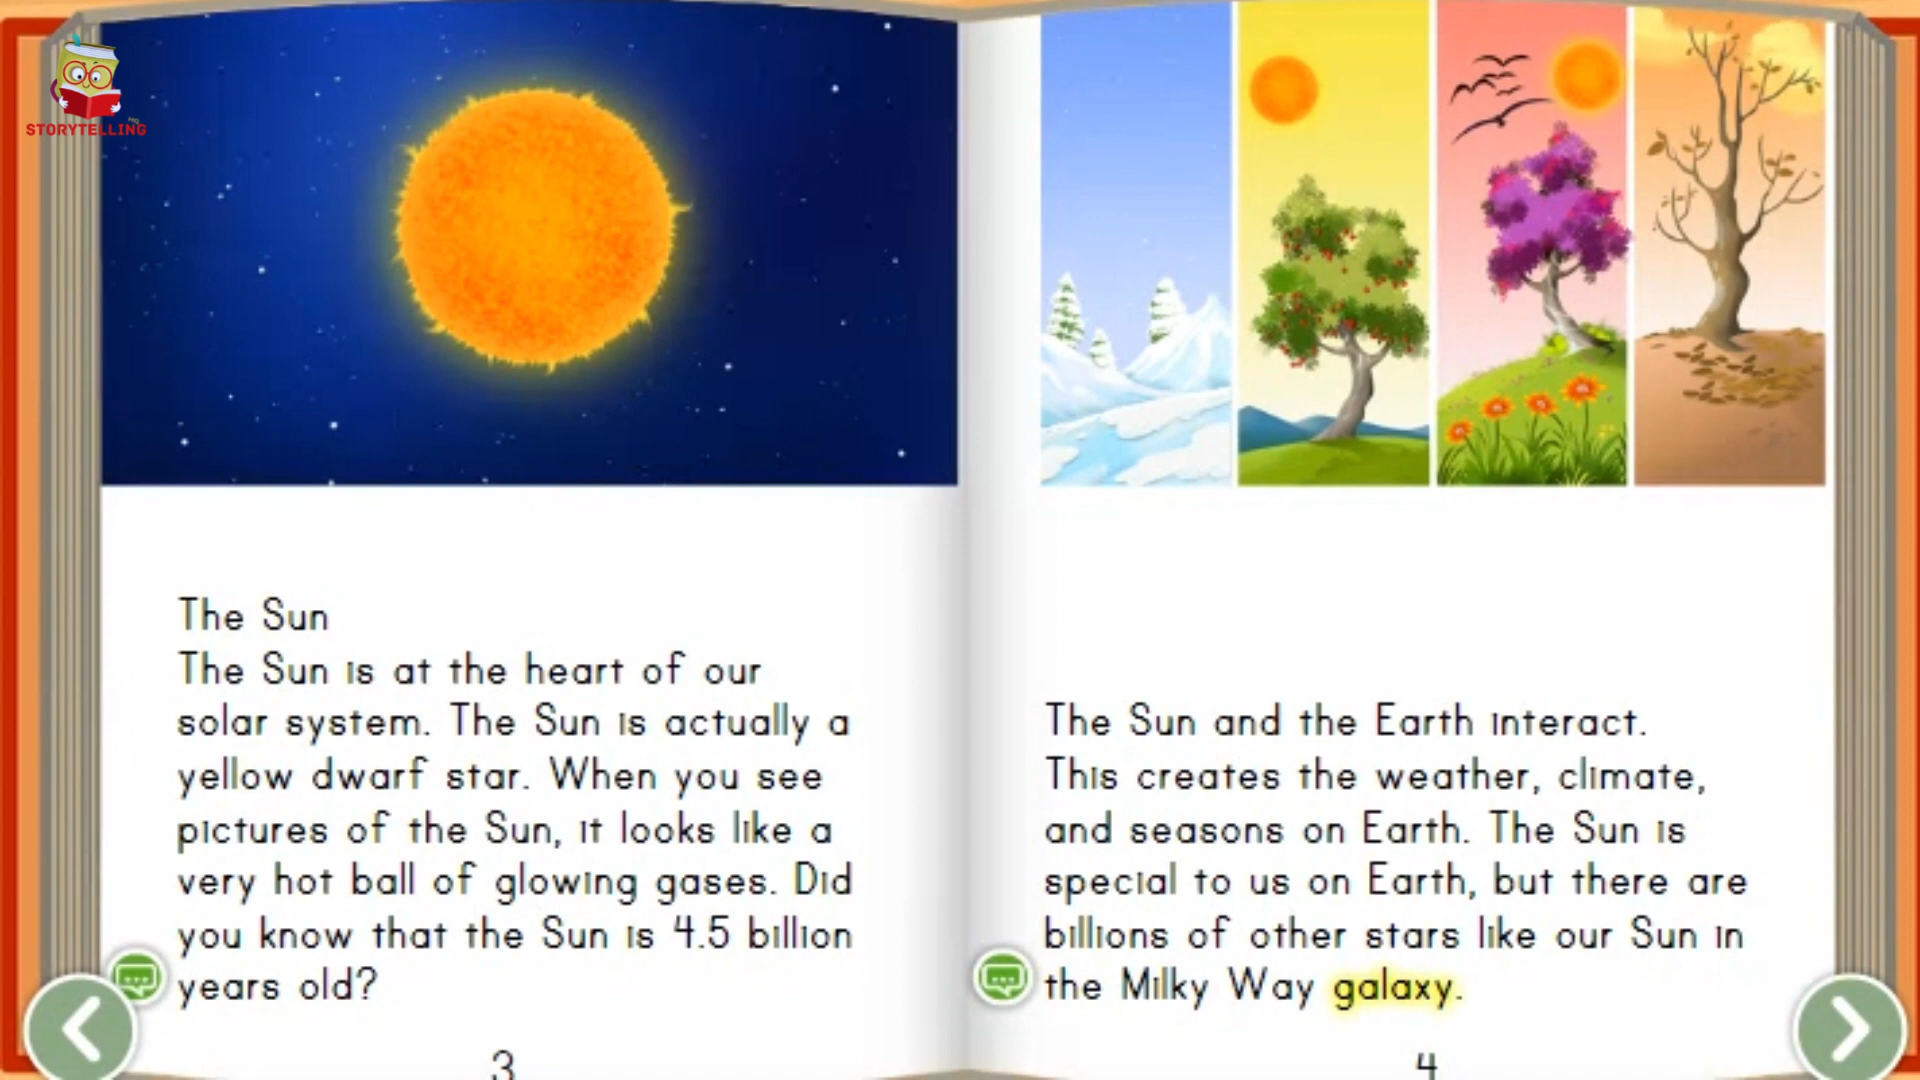 HQ
STORYTELLING
The Sun
The Sun is at the heart of our
solar system. The Sun is actually a
yellow dwarf star. When you see
pictures of the Sun, it looks like a
very hot ball of glowing gases. Did
you know that the Sun is 4.5 billion
years old?
3
The Sun and the Earth interact.
This creates the weather, climate,
and seasons on Earth. The Sun is
special to us on Earth, but there are
billions of other stars like our Sun in
the Milky Way galaxy.
4